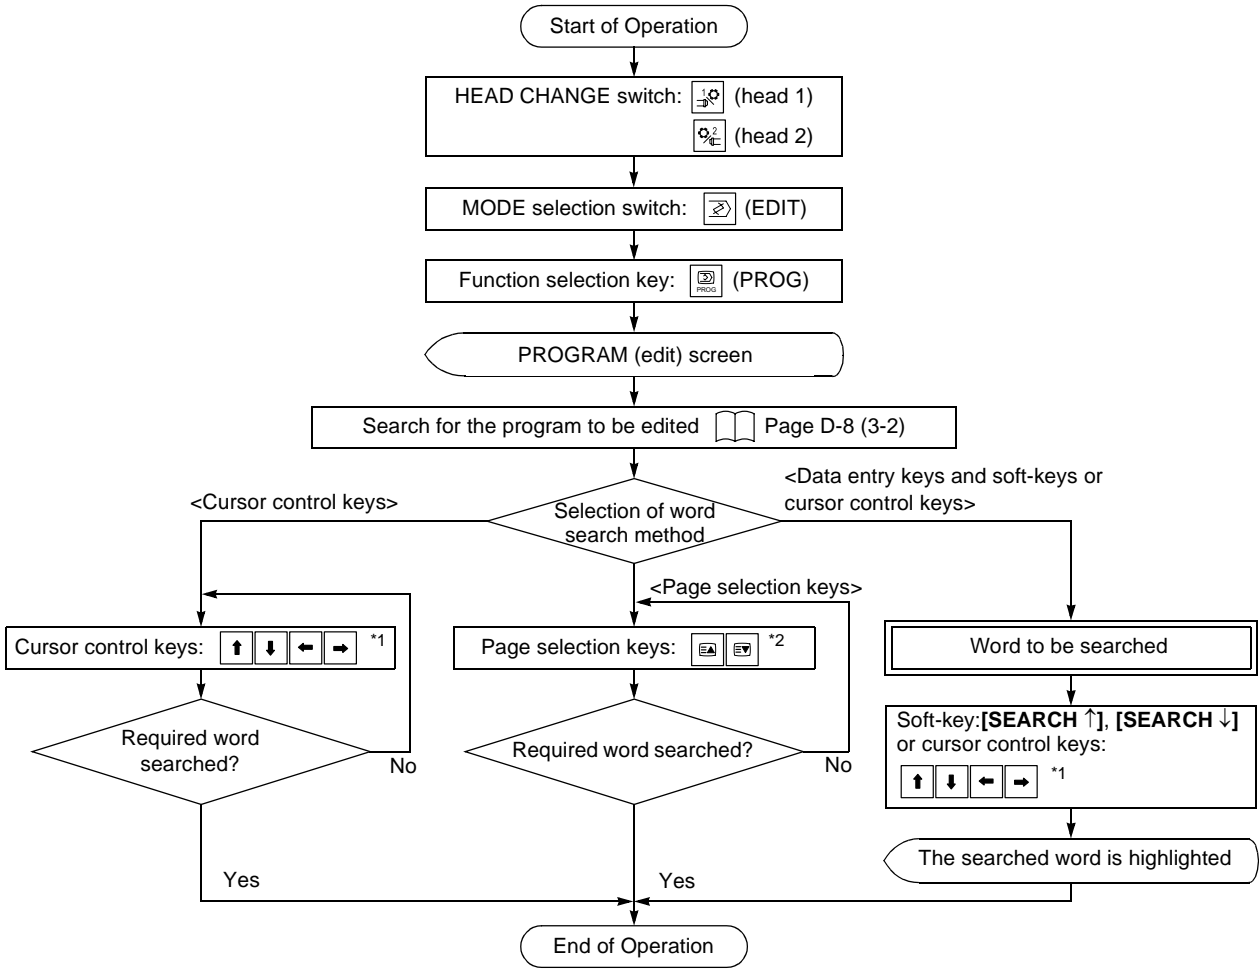 Start of Operation
HEAD CHANGE switch: 1 (head 1)
2 (head 2)
MODE selection switch: (EDIT)
Function selection key: PROG (PROG)
PROGRAM (edit) screen
Search for the program to be edited Page D-8 (3-2)
<Cursor control keys>
Selection of word
search method
<Data entry keys and soft-keys or
cursor control keys>
<Page selection keys>
Cursor control keys: ⬆ ⬇ ⬅ ➡ *1
Page selection keys: *2
Word to be searched
Required word
searched?
No
Required word searched?
No
Soft-key:[SEARCH ↑], [SEARCH ↓]
or cursor control keys:
⬆ ⬇ ⬅ ➡ *1
The searched word is highlighted
Yes
Yes
End of Operation